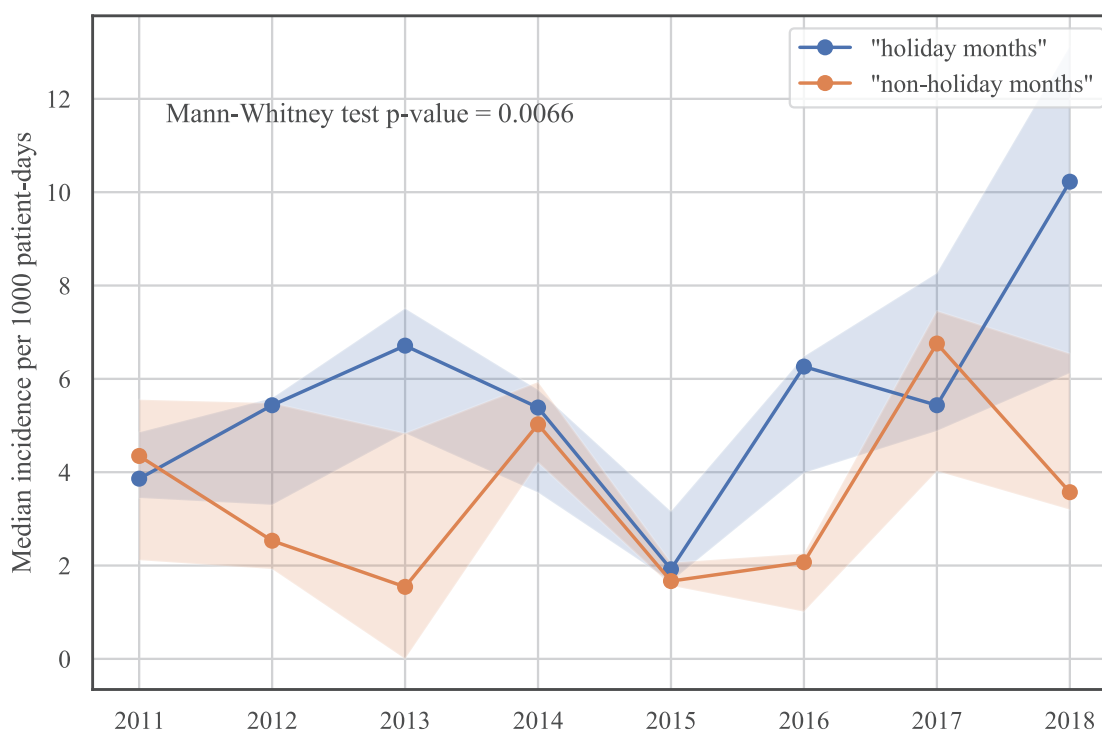 "holiday months"
"non-holiday months"
Mann-Whitney test p-value = 0.0066
Median incidence per 1000 patient-days
12
10
8
6
4
2
0
2011 2012 2013 2014 2015 2016 2017 2018